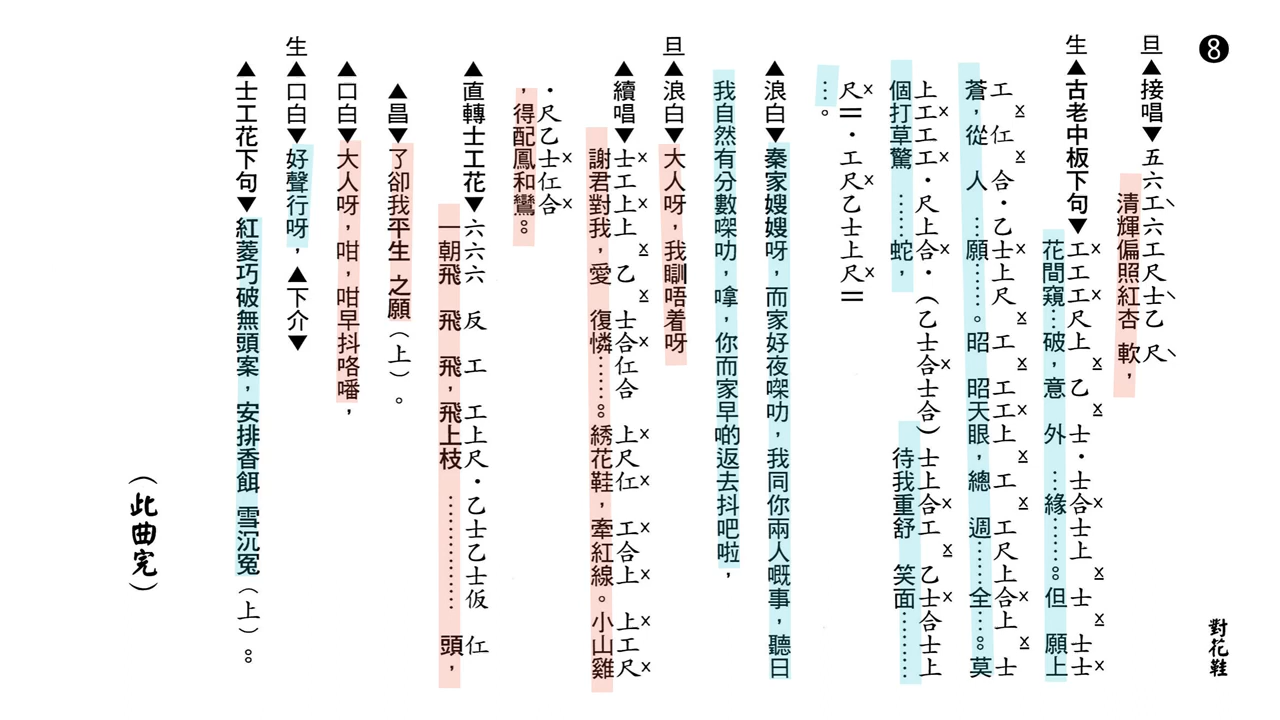 ❽
旦▲接唱▼五六工六工尺士乙尺
清輝偏照紅杏軟，
生▲古老中板下句▼工工工尺上乙士·士合士上士士士
花間窺…破，意外…緣……。但願上
工仜合·乙士上尺工工工上工工尺上合上士
蒼，從人…願……。昭昭天眼，總週……全…。莫
上工工工·尺上合·（乙士合士合）士上合工乙士合士上
個打草驚……蛇，待我重舒笑面………
尺＝·工尺乙士上尺＝
…。
▲浪白▼秦家嫂嫂呀，而家好夜㗎叻，我同你兩人嘅事，聽日
我自然有分數㗎叻，嗱，你而家早啲返去抖吧啦，
旦▲浪白▼大人呀，我瞓唔着呀
▲續唱▼士工上上乙士合仜合上尺仜工合上上工尺
謝君對我，愛復憐……。綉花鞋，牽紅線。小山雞
·尺乙士仜合
，得配鳳和鸞。
▲直轉士工花▼六六六反工工上尺·乙士乙士仮仜
一朝飛飛飛，飛上枝……………頭，
▲昌▼了卻我平生之願（上）。
▲口白▼大人呀，咁，咁早抖咯噃，
生▲口白▼好聲行呀，▲下介▼
▲士工花下句▼紅菱巧破無頭案，安排香餌雪沉冤（上）。
（此曲完）
對花鞋